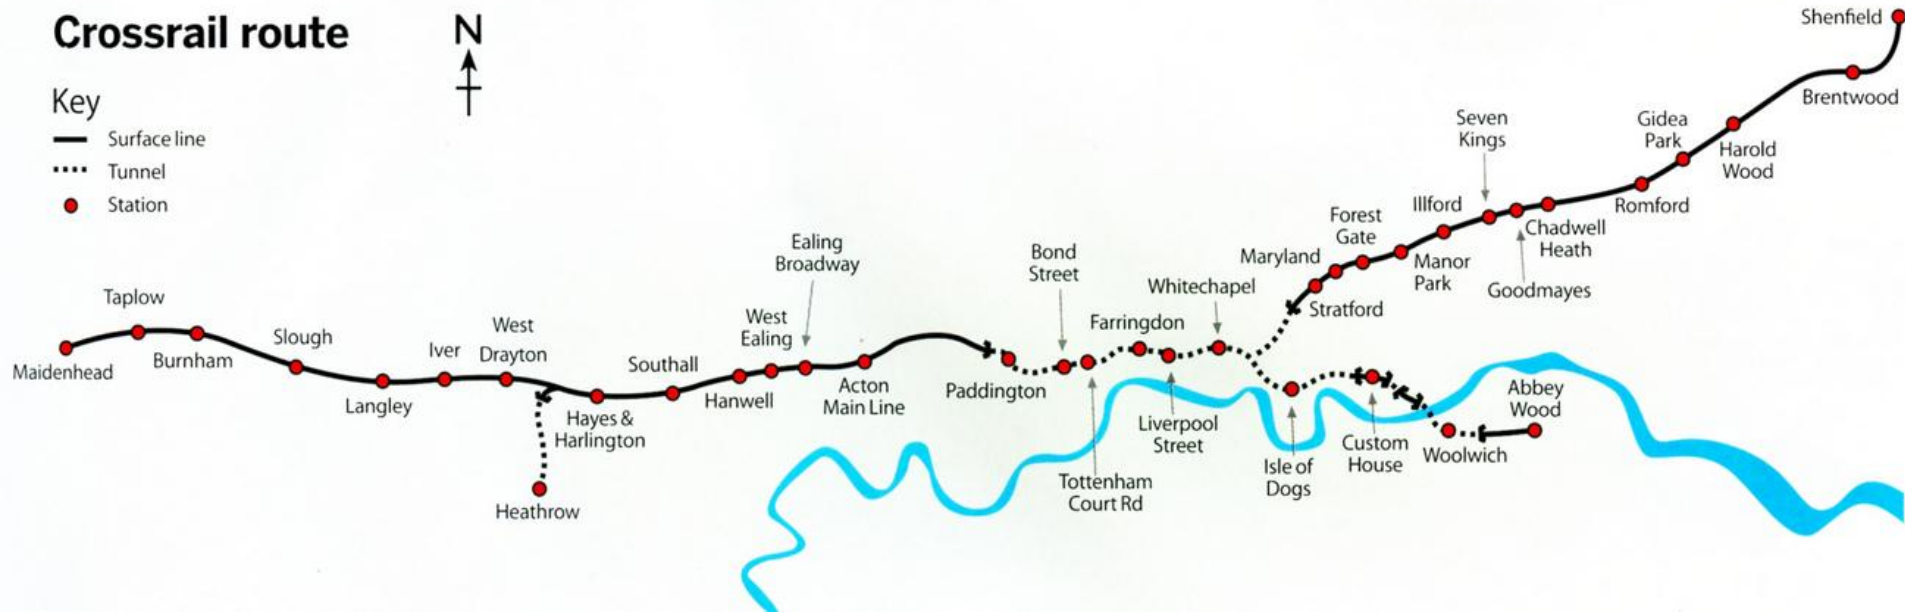 Crossrail route
N
Key
Surface line
Tunnel
Station
Maidenhead
Taplow
Burnham
Slough
Langley
Iver
West
Drayton
Heathrow
Hayes &
Harlington
Southall
Hanwell
West
Ealing
Ealing
Broadway
Acton
Main Line
Paddington
Bond
Street
Tottenham
Court Rd
Farringdon
Liverpool
Street
Whitechapel
Isle of
Dogs
Custom
House
Woolwich
Abbey
Wood
Stratford
Maryland
Forest
Gate
Manor
Park
Illford
Seven
Kings
Goodmayes
Chadwell
Heath
Romford
Gidea
Park
Harold
Wood
Brentwood
Shenfield